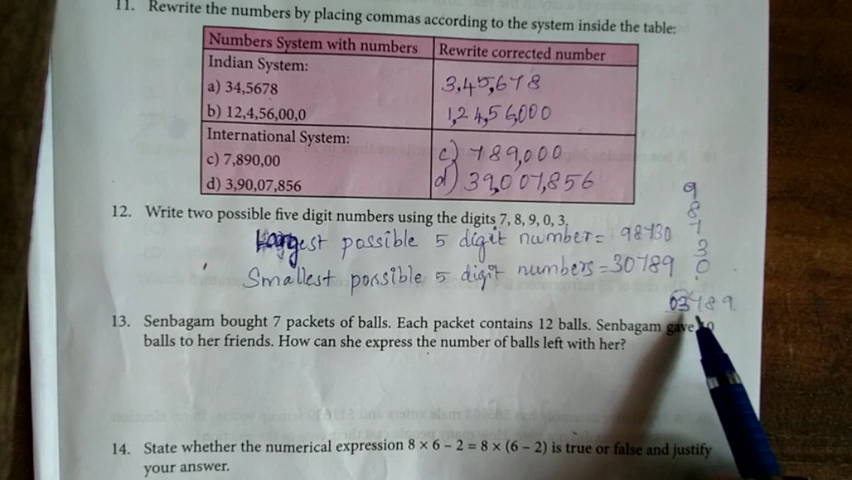 11. Rewrite the numbers by placing commas according to the system inside the table:
Numbers System with numbers Rewrite corrected number
Indian System:
a) 34,5678 3,45,678
b) 12,4,56,00,0 1,24,56,000
International System:
c) 7,890,00 c) 789,000
d) 3,90,07,856 d) 39,007,856
12. Write two possible five digit numbers using the digits 7, 8, 9, 0, 3.
Largest possible 5 digit number = 98730
Smallest possible 5 digit numbers = 30789
9
8
7
3
0
03789
13. Senbagam bought 7 packets of balls. Each packet contains 12 balls. Senbagam gave
balls to her friends. How can she express the number of balls left with her?
14. State whether the numerical expression 8 × 6 – 2 = 8 × (6 – 2) is true or false and justify
your answer.